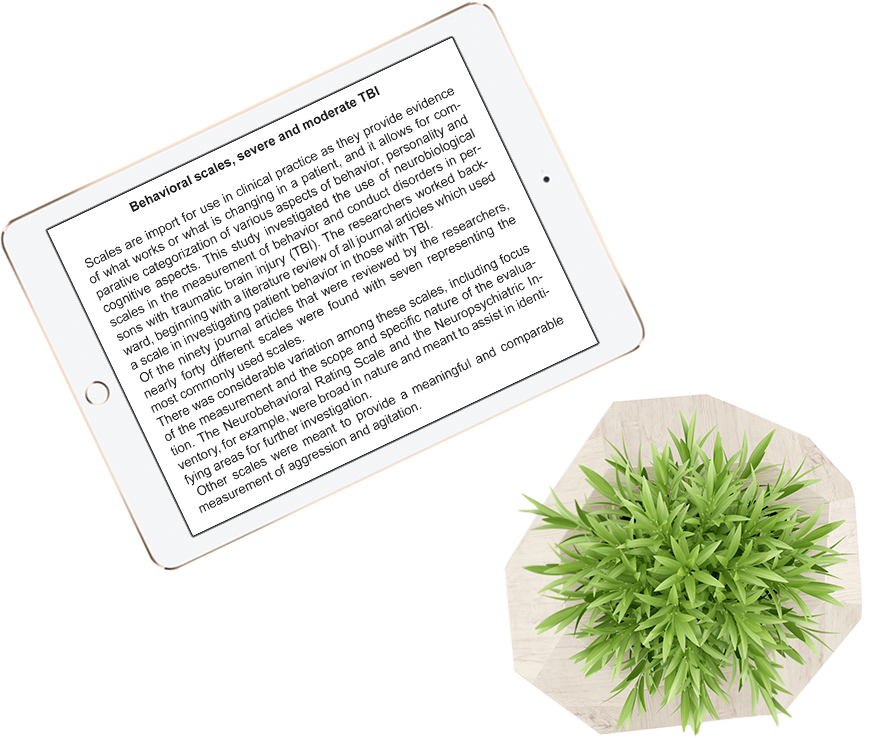 Behavioral scales, severe and moderate TBI
Scales are import for use in clinical practice as they provide evidence
of what works or what is changing in a patient, and it allows for com-
parative categorization of various aspects of behavior, personality and
cognitive aspects. This study investigated the use of neurobiological
scales in the measurement of behavior and conduct disorders in per-
sons with traumatic brain injury (TBI). The researchers worked back-
ward, beginning with a literature review of all journal articles which used
a scale in investigating patient behavior in those with TBI.
Of the ninety journal articles that were reviewed by the researchers,
nearly forty different scales were found with seven representing the
most commonly used scales.
There was considerable variation among these scales, including focus
of the measurement and the scope and specific nature of the evalua-
tion. The Neurobehavioral Rating Scale and the Neuropsychiatric In-
ventory, for example, were broad in nature and meant to assist in identi-
fying areas for further investigation.
Other scales were meant to provide a meaningful and comparable
measurement of aggression and agitation.